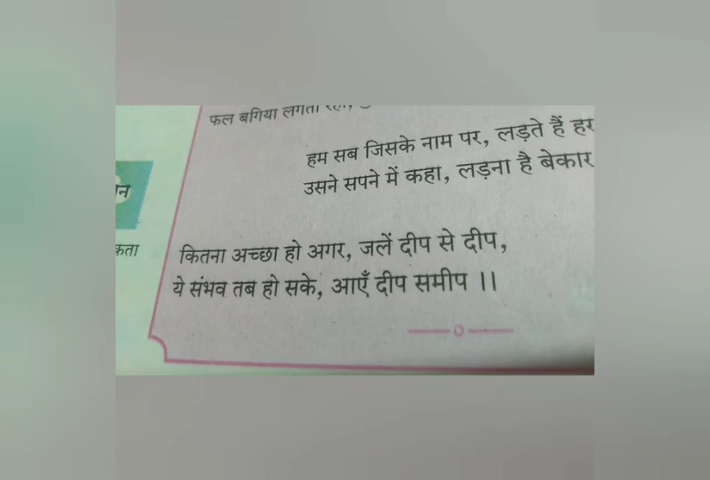 फल बगिया लगता
हम सब जिसके नाम पर, लड़ते हैं हर
उसने सपने में कहा, लड़ना है बेकार
कितना अच्छा हो अगर, जलें दीप से दीप,
ये संभव तब हो सके, आएँ दीप समीप ।।